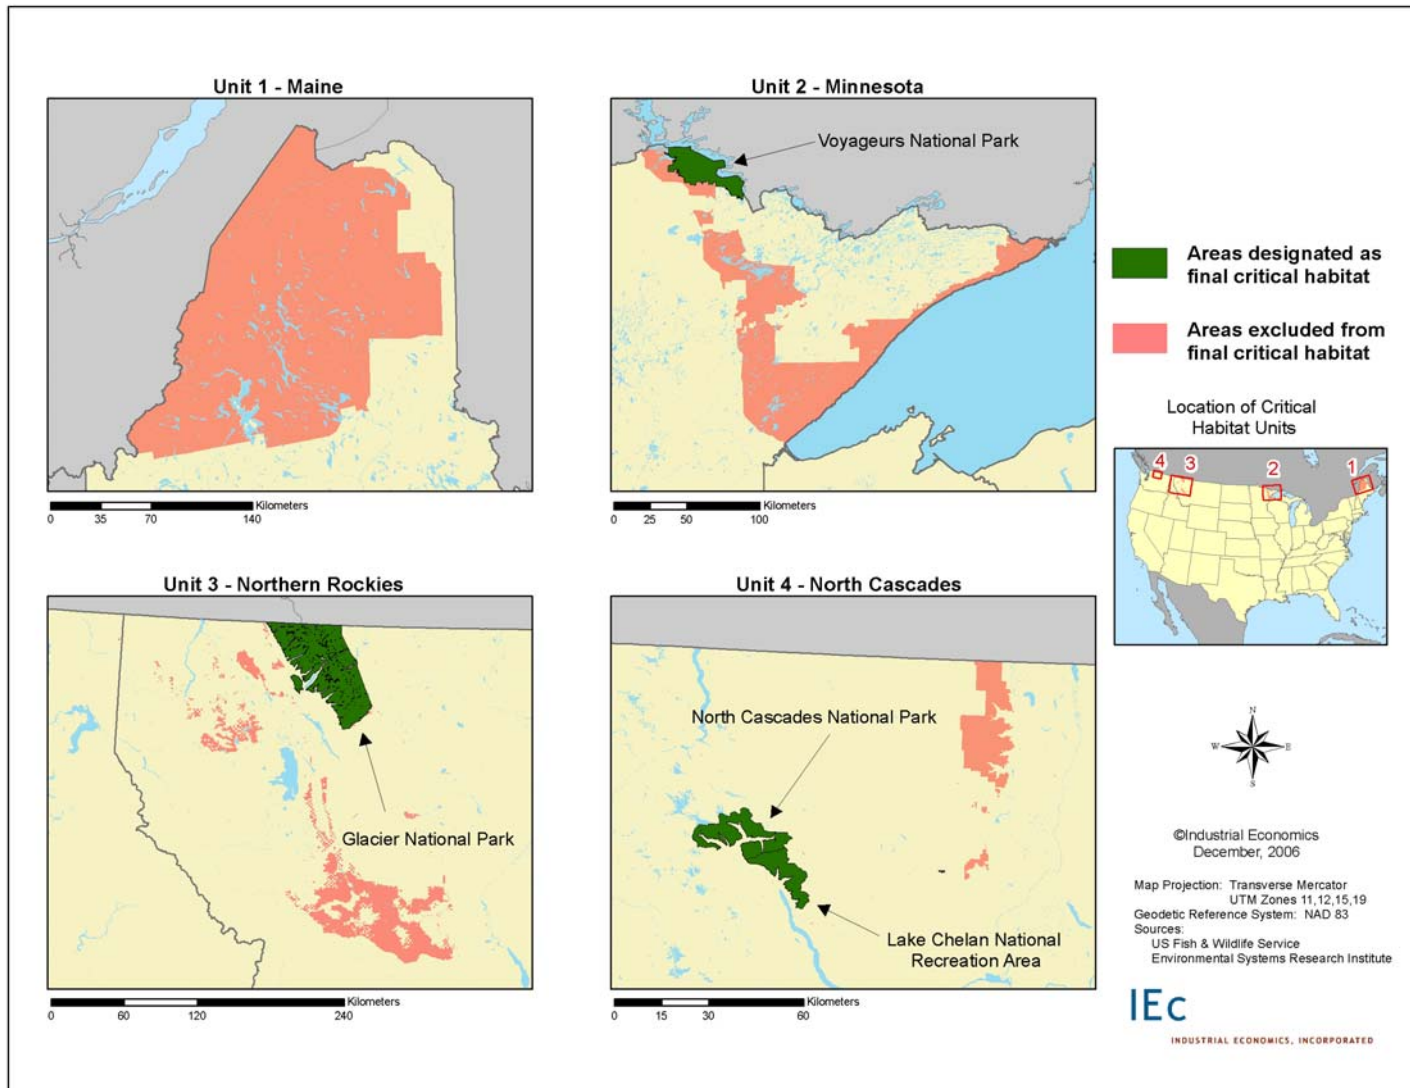 Unit 1 - Maine
0 35 70 140
Kilometers
Unit 2 - Minnesota
Voyageurs National Park
0 25 50 100
Kilometers
Areas designated as
final critical habitat
Areas excluded from
final critical habitat
Location of Critical
Habitat Units
4 3 2 1
Unit 3 - Northern Rockies
Glacier National Park
0 60 120 240
Kilometers
Unit 4 - North Cascades
North Cascades National Park
Lake Chelan National
Recreation Area
0 15 30 60
Kilometers
N
W E
S
©Industrial Economics
December, 2006
Map Projection: Transverse Mercator
UTM Zones 11,12,15,19
Geodetic Reference System: NAD 83
Sources:
US Fish & Wildlife Service
Environmental Systems Research Institute
IEc
INDUSTRIAL ECONOMICS, INCORPORATED